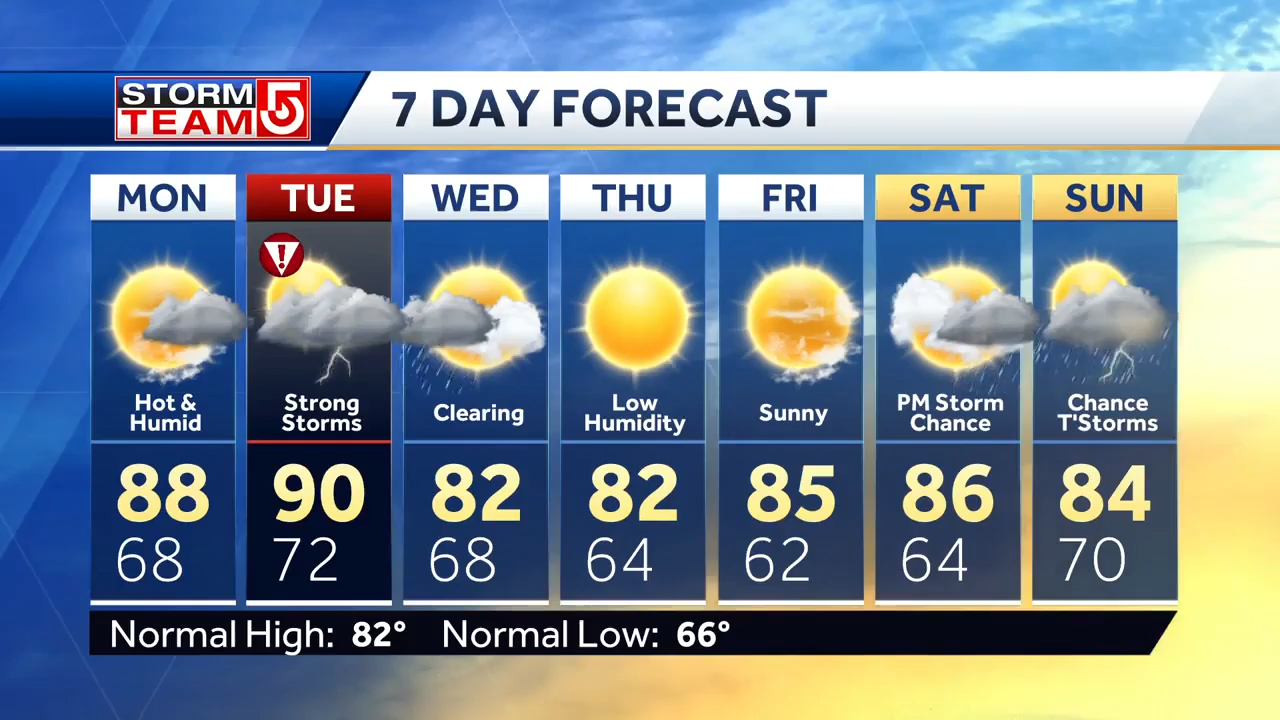 STORM
TEAM 5
7 DAY FORECAST
MON
Hot &
Humid
88
68
TUE
!
Strong
Storms
90
72
WED
Clearing
82
68
THU
Low
Humidity
82
64
FRI
Sunny
85
62
SAT
PM Storm
Chance
86
64
SUN
Chance
T'Storms
84
70
Normal High: 82° Normal Low: 66°